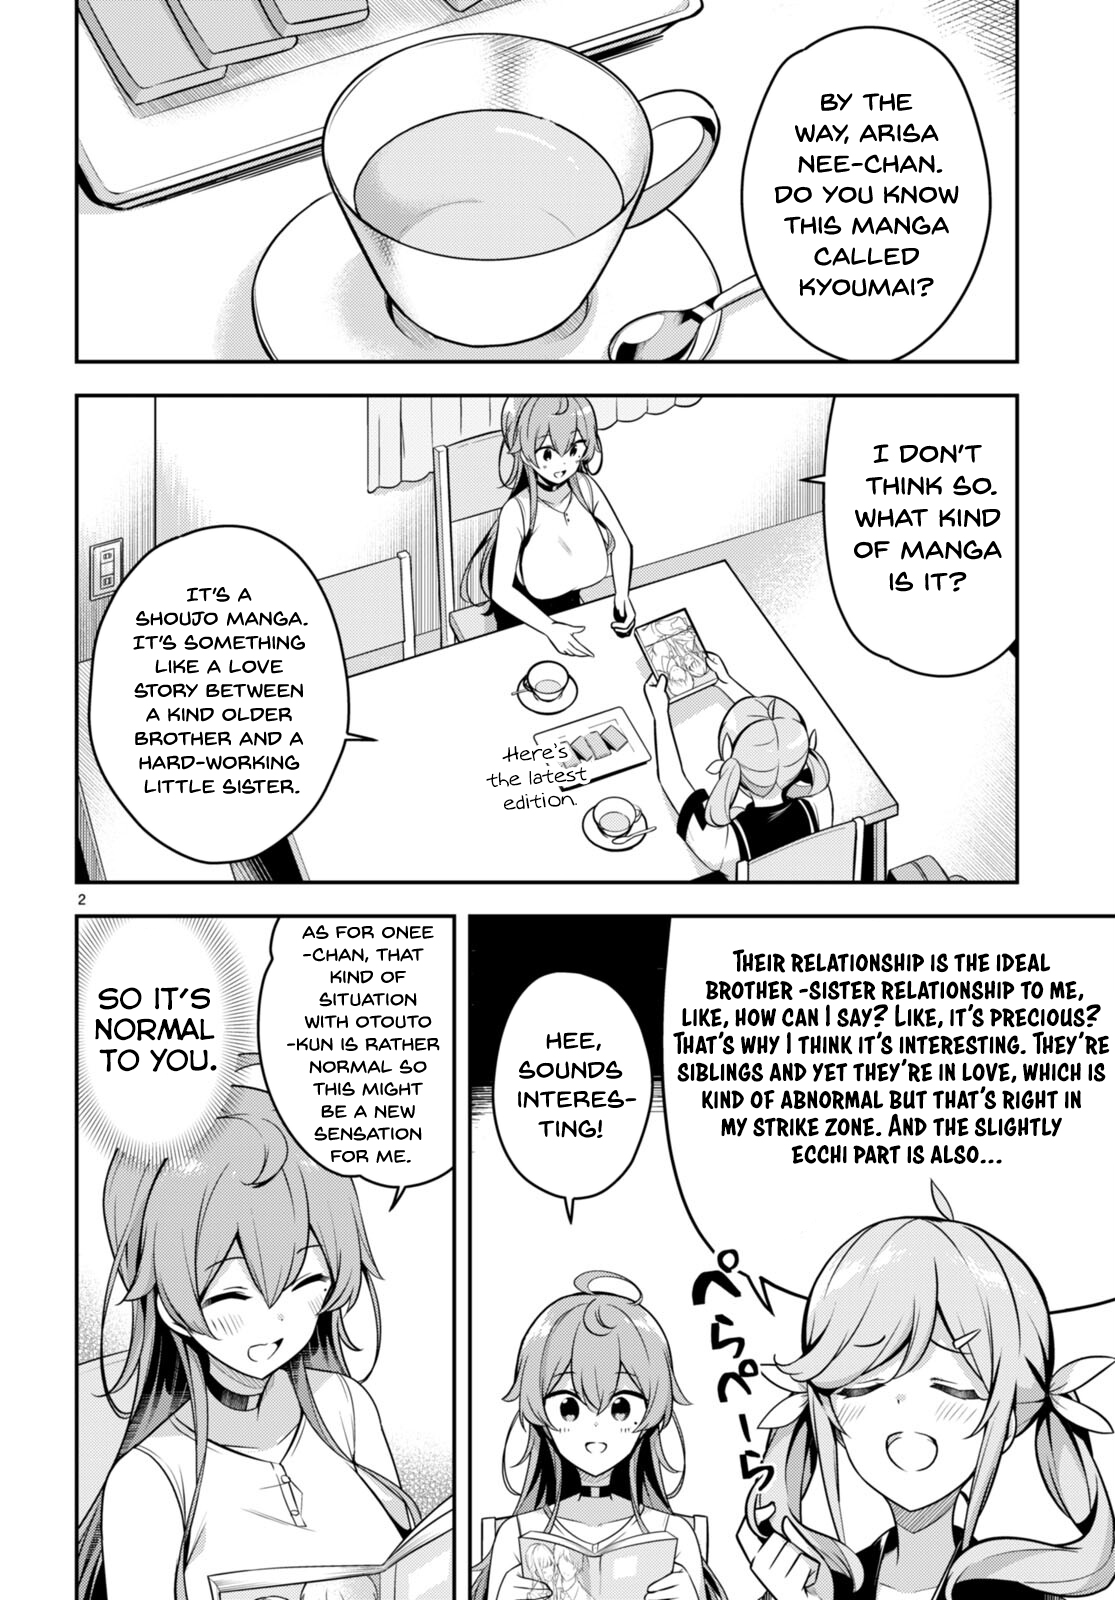 BY THE
WAY, ARISA
NEE-CHAN.
DO YOU KNOW
THIS MANGA
CALLED
KYOUMAI?
I DON'T
THINK SO.
WHAT KIND
OF MANGA
IS IT?
IT'S A
SHOUJO MANGA.
IT'S SOMETHING
LIKE A LOVE
STORY BETWEEN
A KIND OLDER
BROTHER AND A
HARD-WORKING
LITTLE SISTER.
Here's
the latest
edition.
2
THEIR RELATIONSHIP IS THE IDEAL
BROTHER -SISTER RELATIONSHIP TO ME,
LIKE, HOW CAN I SAY? LIKE, IT'S PRECIOUS?
THAT'S WHY I THINK IT'S INTERESTING. THEY'RE
SIBLINGS AND YET THEY'RE IN LOVE, WHICH IS
KIND OF ABNORMAL BUT THAT'S RIGHT IN
MY STRIKE ZONE. AND THE SLIGHTLY
ECCHI PART IS ALSO...
ぷらぷらーぷらぷら
HEE,
SOUNDS
INTERES-
TING!
AS FOR ONEE
-CHAN, THAT
KIND OF
SITUATION
WITH OTOUTO
-KUN IS RATHER
NORMAL SO
THIS MIGHT
BE A NEW
SENSATION
FOR ME.
SO IT'S
NORMAL
TO YOU.